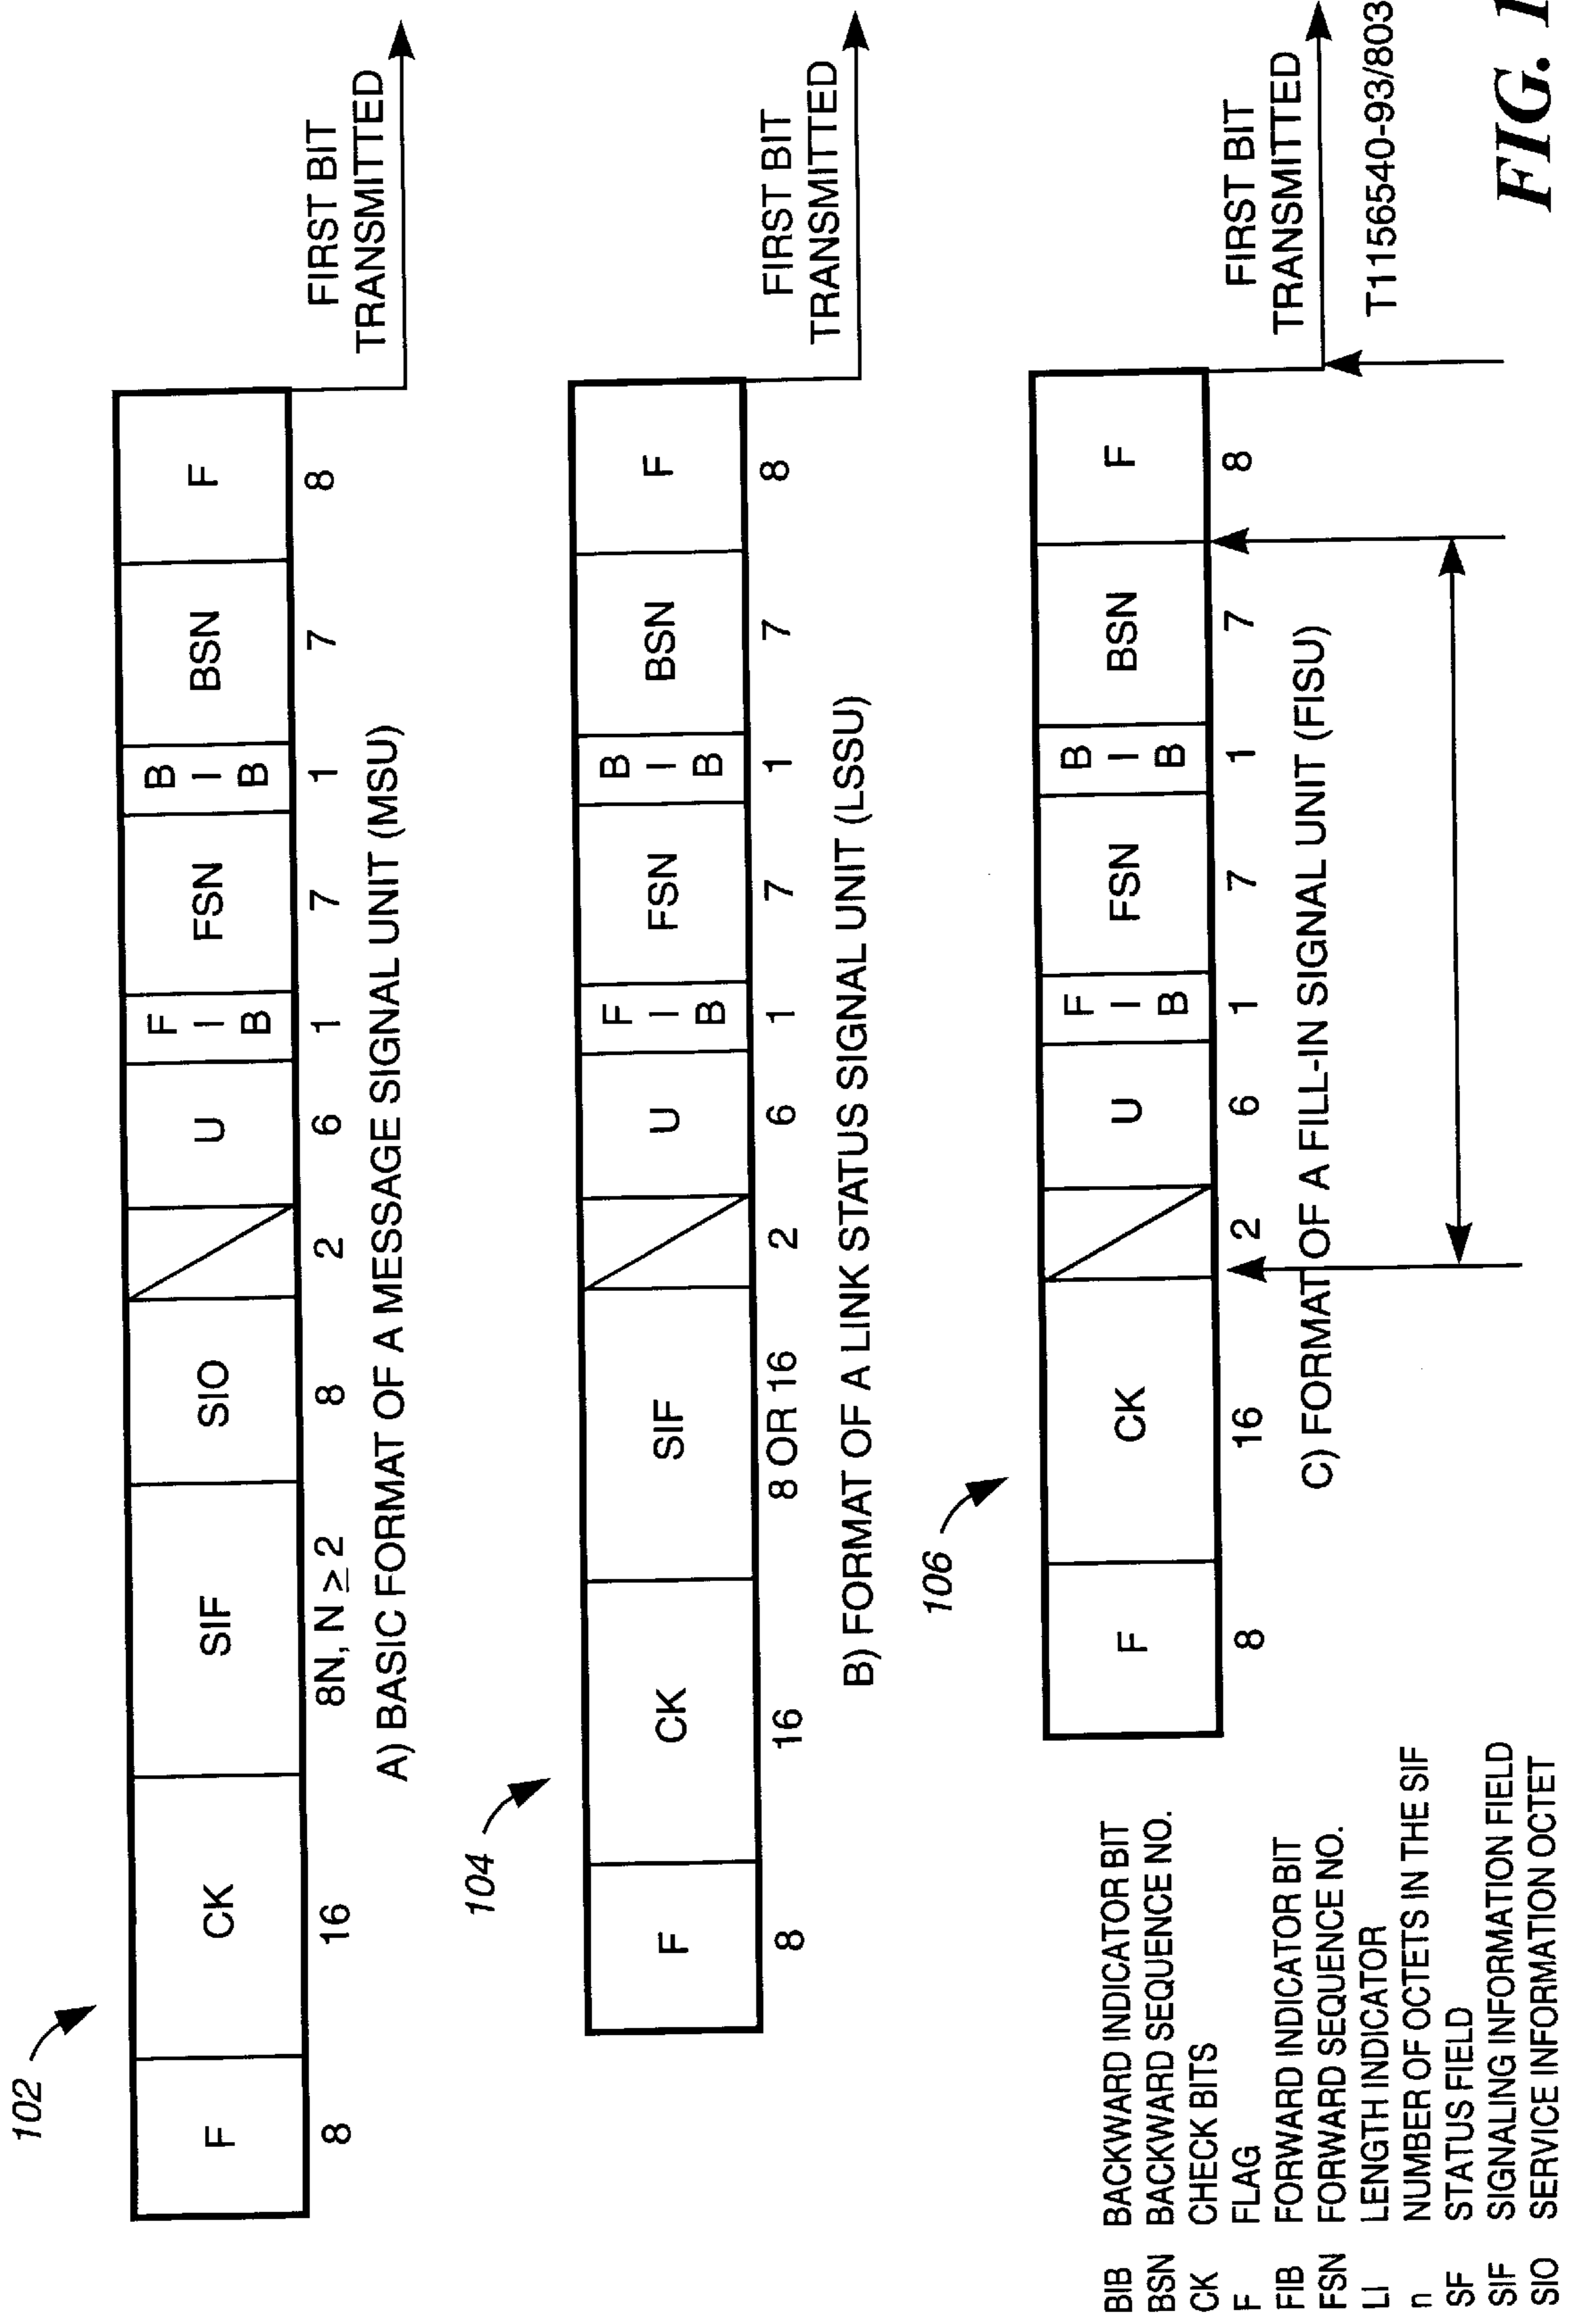 102
F CK SIF SIO U F I B FSN B I B BSN F
8 16 8N, N ≥ 2 8 2 6 1 7 1 7 8
FIRST BIT
TRANSMITTED
A) BASIC FORMAT OF A MESSAGE SIGNAL UNIT (MSU)
104
F CK SIF U F I B FSN B I B BSN F
8 16 8 OR 16 2 6 1 7 1 7 8
FIRST BIT
TRANSMITTED
B) FORMAT OF A LINK STATUS SIGNAL UNIT (LSSU)
106
F CK U F I B FSN B I B BSN F
8 16 2 6 1 7 1 7 8
FIRST BIT
TRANSMITTED
C) FORMAT OF A FILL-IN SIGNAL UNIT (FISU)
T1156540-93/803
BIB BACKWARD INDICATOR BIT
BSN BACKWARD SEQUENCE NO.
CK CHECK BITS
F FLAG
FIB FORWARD INDICATOR BIT
FSN FORWARD SEQUENCE NO.
LI LENGTH INDICATOR
n NUMBER OF OCTETS IN THE SIF
SF STATUS FIELD
SIF SIGNALING INFORMATION FIELD
SIO SERVICE INFORMATION OCTET
FIG. 1